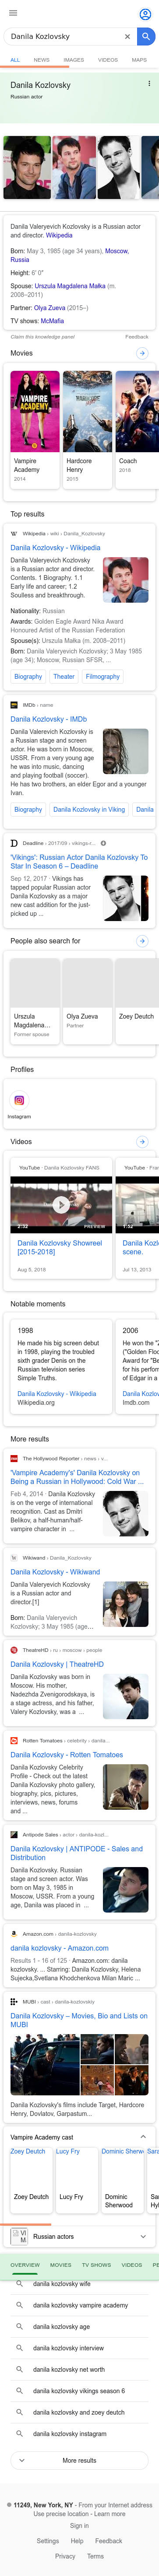 Danila Kozlovsky
ALL NEWS IMAGES VIDEOS MAPS
Danila Kozlovsky
Russian actor
Danila Valeryevich Kozlovsky is a Russian actor
and director. Wikipedia
Born: May 3, 1985 (age 34 years), Moscow,
Russia
Height: 6' 0"
Spouse: Urszula Magdalena Malka (m.
2008–2011)
Partner: Olya Zueva (2015–)
TV shows: McMafia
Claim this knowledge panel Feedback
Movies
VAMPIRE
ACADEMY
Vampire
Academy
2014
Hardcore
Henry
2015
Coach
2018
Top results
Wikipedia › wiki › Danila_Kozlovsky
Danila Kozlovsky - Wikipedia
Danila Valeryevich Kozlovsky
is a Russian actor and director.
Contents. 1 Biography. 1.1
Early life and career; 1.2
Soulless and breakthrough.
Nationality: Russian
Awards: Golden Eagle Award Nika Award
Honoured Artist of the Russian Federation
Spouse(s): Urszula Małka (m. 2008–2011)
Born: Danila Valeryevich Kozlovsky; 3 May 1985
(age 34); Moscow, Russian SFSR, ...
Biography Theater Filmography
IMDb › name
Danila Kozlovsky - IMDb
Danila Valerevich Kozlovsky is
a Russian stage and screen
actor. He was born in Moscow,
USSR. From a very young age
he was into music, dancing
and playing football (soccer).
He has two brothers, an elder Egor and a younger
Ivan.
Biography Danila Kozlovsky in Viking Danila
Deadline › 2017/09 › vikings-r...
'Vikings': Russian Actor Danila Kozlovsky To
Star In Season 6 – Deadline
Sep 12, 2017 · Vikings has
tapped popular Russian actor
Danila Kozlovsky as a major
new cast addition for the just-
picked up ...
People also search for
Urszula
Magdalena...
Former spouse
Olya Zueva
Partner
Zoey Deutch
Profiles
Instagram
Videos
YouTube · Danila Kozlovsky FANS
2:32 PREVIEW
Danila Kozlovsky Showreel
[2015-2018]
Aug 5, 2018
YouTube · Fran
1:52
Danila Kozl
scene.
Jul 13, 2013
Notable moments
1998
He made his big screen debut
in 1998, playing the troubled
sixth grader Denis on the
Russian television series
Simple Truths.
Danila Kozlovsky - Wikipedia
Wikipedia.org
2006
He won the "Z
("Golden Floo
Award for "Be
for his perform
of Edgar in a
Danila Kozlov
Imdb.com
More results
The Hollywood Reporter › news › v...
'Vampire Academy's' Danila Kozlovsky on
Being a Russian in Hollywood: Cold War ...
Feb 4, 2014 · Danila Kozlovsky
is on the verge of international
recognition. Cast as Dmitri
Belikov, a half-human/half-
vampire character in ...
Wikiwand › Danila_Kozlovsky
Danila Kozlovsky - Wikiwand
Danila Valeryevich Kozlovsky
is a Russian actor and
director.[1]
Born: Danila Valeryevich
Kozlovsky; 3 May 1985 (age...
TheatreHD › ru › moscow › people
Danila Kozlovsky | TheatreHD
Danila Kozlovsky was born in
Moscow. His mother,
Nadezhda Zvenigorodskaya, is
a stage actress, and his father,
Valery Kozlovsky, was a ...
Rotten Tomatoes › celebrity › danila...
Danila Kozlovsky - Rotten Tomatoes
Danila Kozlovsky Celebrity
Profile - Check out the latest
Danila Kozlovsky photo gallery,
biography, pics, pictures,
interviews, news, forums
and ...
Antipode Sales › actor › danila-kozl...
Danila Kozlovsky | ANTIPODE - Sales and
Distribution
Danila Kozlovsky. Russian
stage and screen actor. Was
born on May 3, 1985 in
Moscow, USSR. From a young
age, Danila was placed in ...
Amazon.com › danila-kozlovsky
danila kozlovsky - Amazon.com
Results 1 - 16 of 125 · Amazon.com: danila
kozlovsky. ... Starring: Danila Kozlovsky, Helena
Sujecka,Svetlana Khodchenkova Milan Maric ...
MUBI › cast › danila-kozlovskiy
Danila Kozlovsky – Movies, Bio and Lists on
MUBI
Danila Kozlovsky's films include Target, Hardcore
Henry, Dovlatov, Garpastum...
Vampire Academy cast
Zoey Deutch Lucy Fry Dominic Sherwo Sara
Zoey Deutch
Lucy Fry
Dominic
Sherwood
Sar
Hyl
Russian actors
OVERVIEW MOVIES TV SHOWS VIDEOS PE
danila kozlovsky wife
danila kozlovsky vampire academy
danila kozlovsky age
danila kozlovsky interview
danila kozlovsky net worth
danila kozlovsky vikings season 6
danila kozlovsky and zoey deutch
danila kozlovsky instagram
More results
11249, New York, NY - From your Internet address
Use precise location - Learn more
Sign in
Settings Help Feedback
Privacy Terms